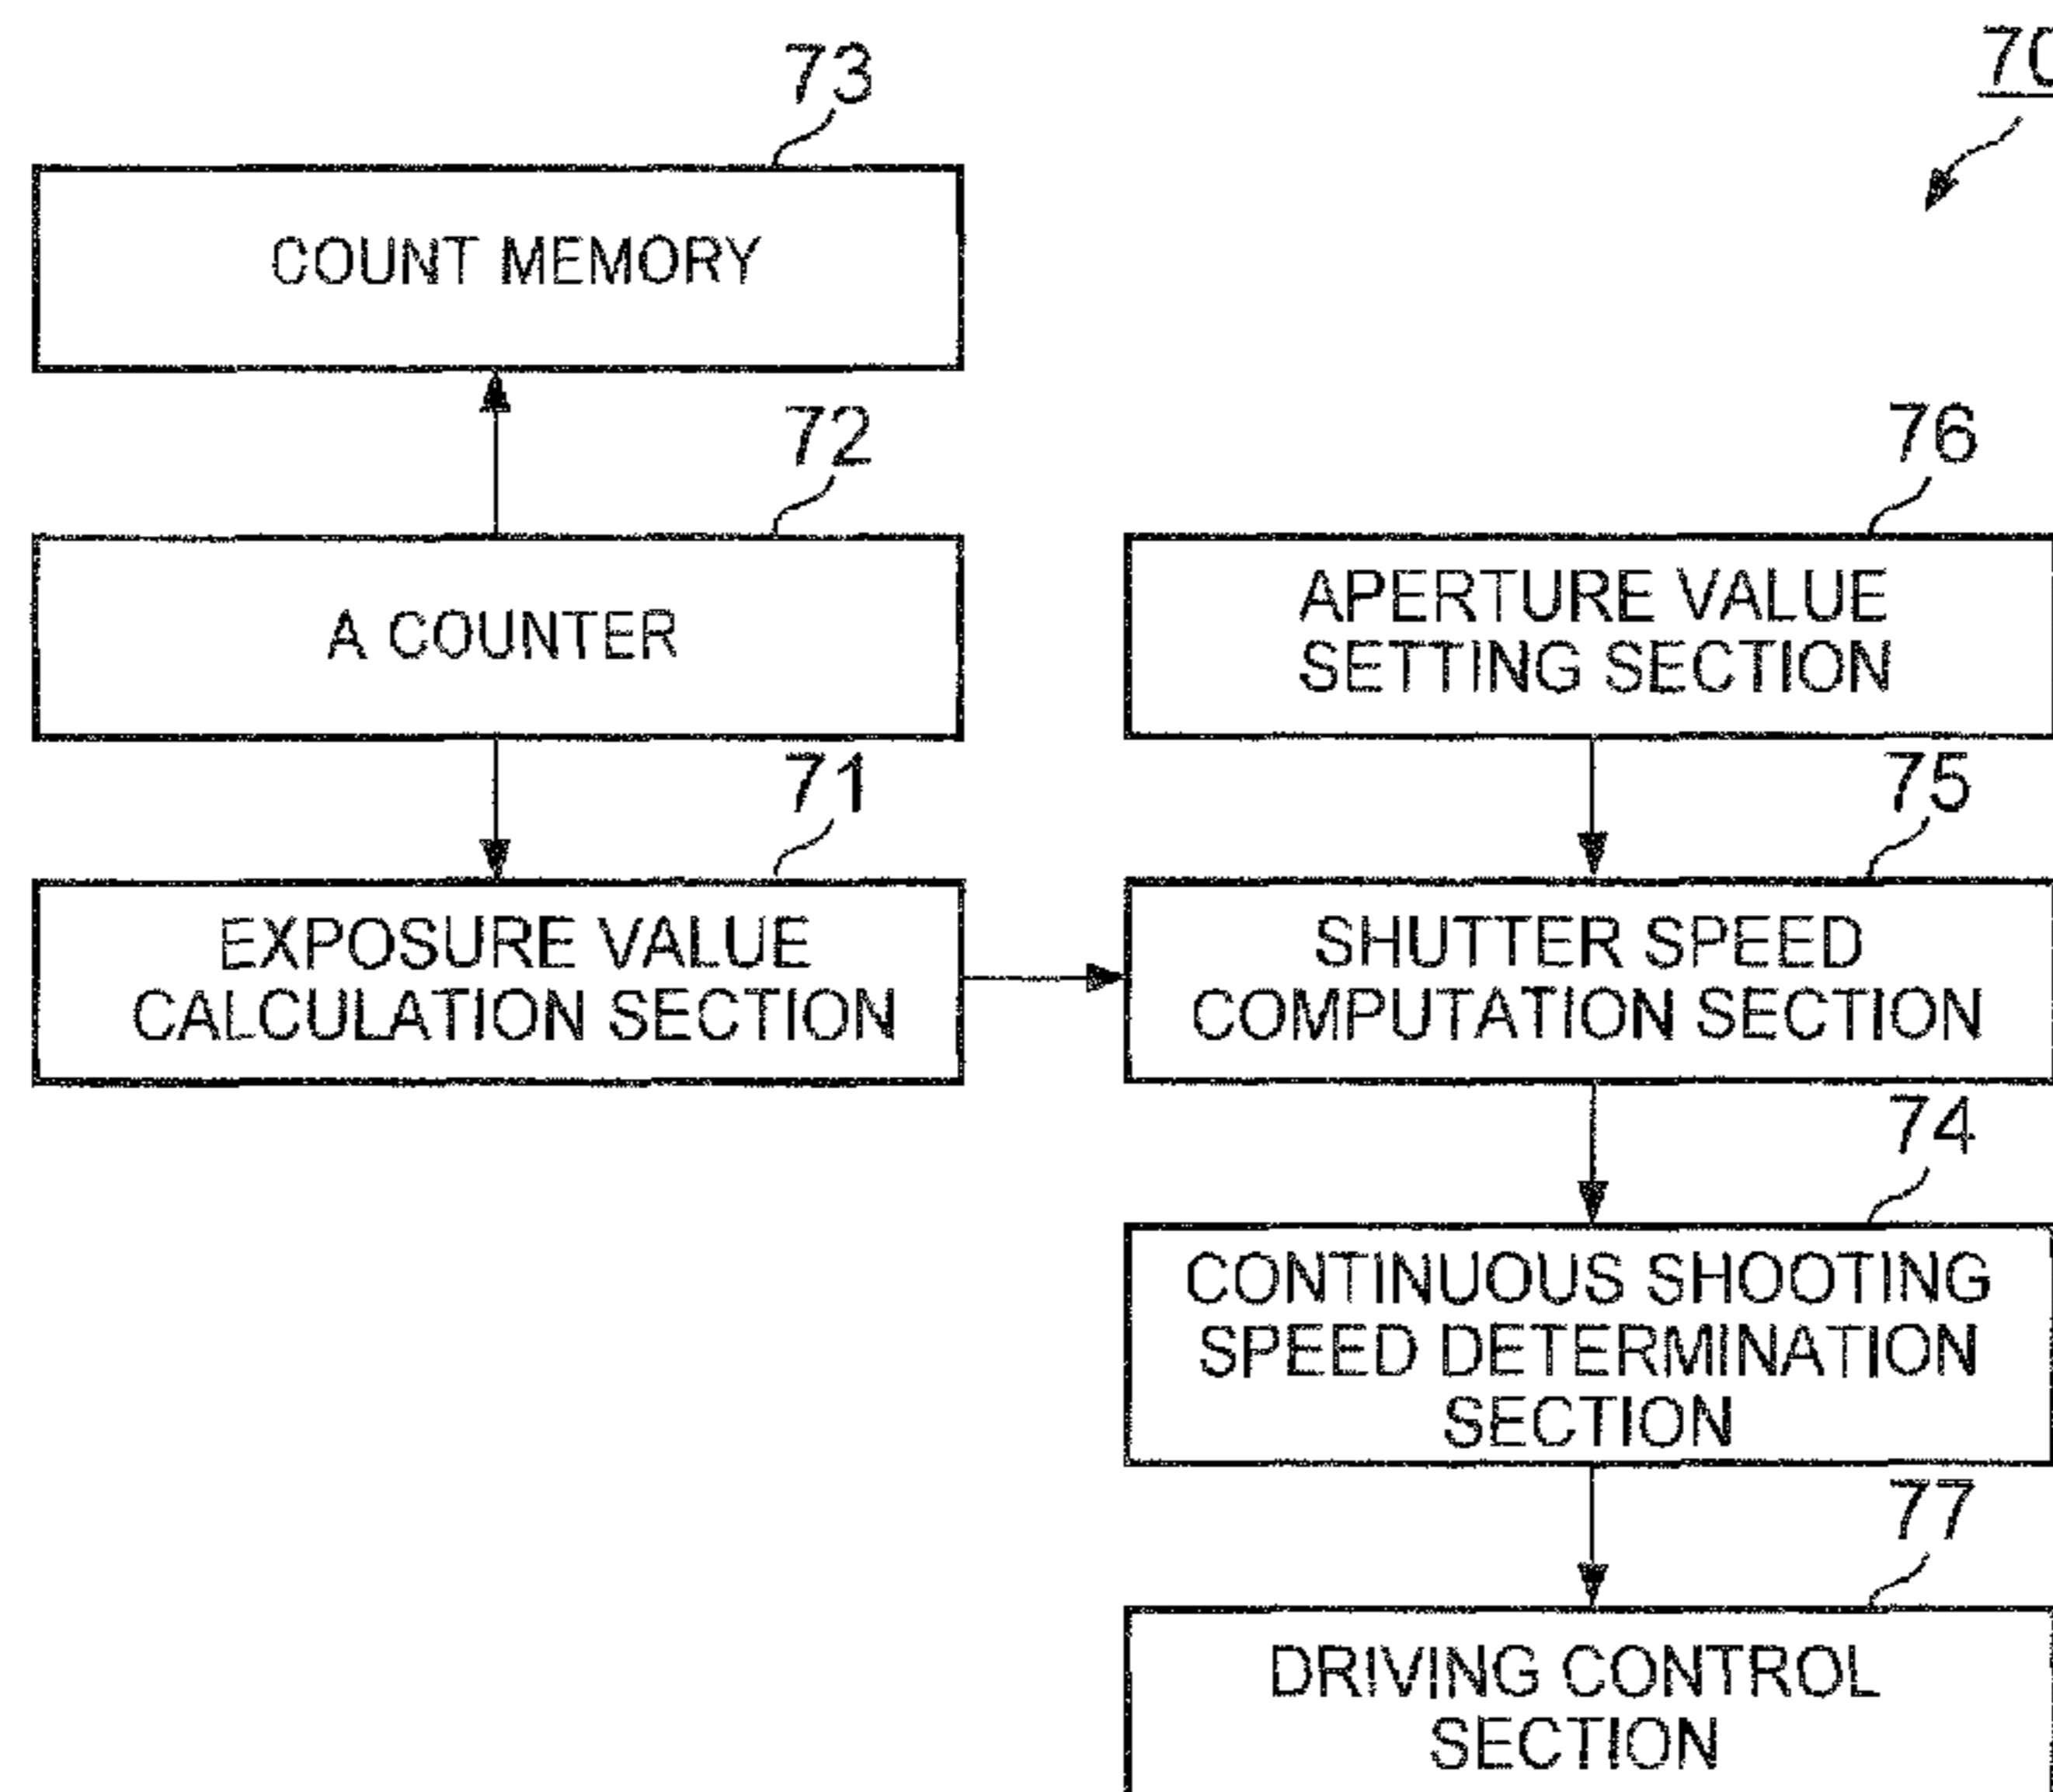 73
70
COUNT MEMORY
72
76
A COUNTER
APERTURE VALUE
SETTING SECTION
71
75
EXPOSURE VALUE
CALCULATION SECTION
SHUTTER SPEED
COMPUTATION SECTION
74
CONTINUOUS SHOOTING
SPEED DETERMINATION
SECTION
77
DRIVING CONTROL
SECTION